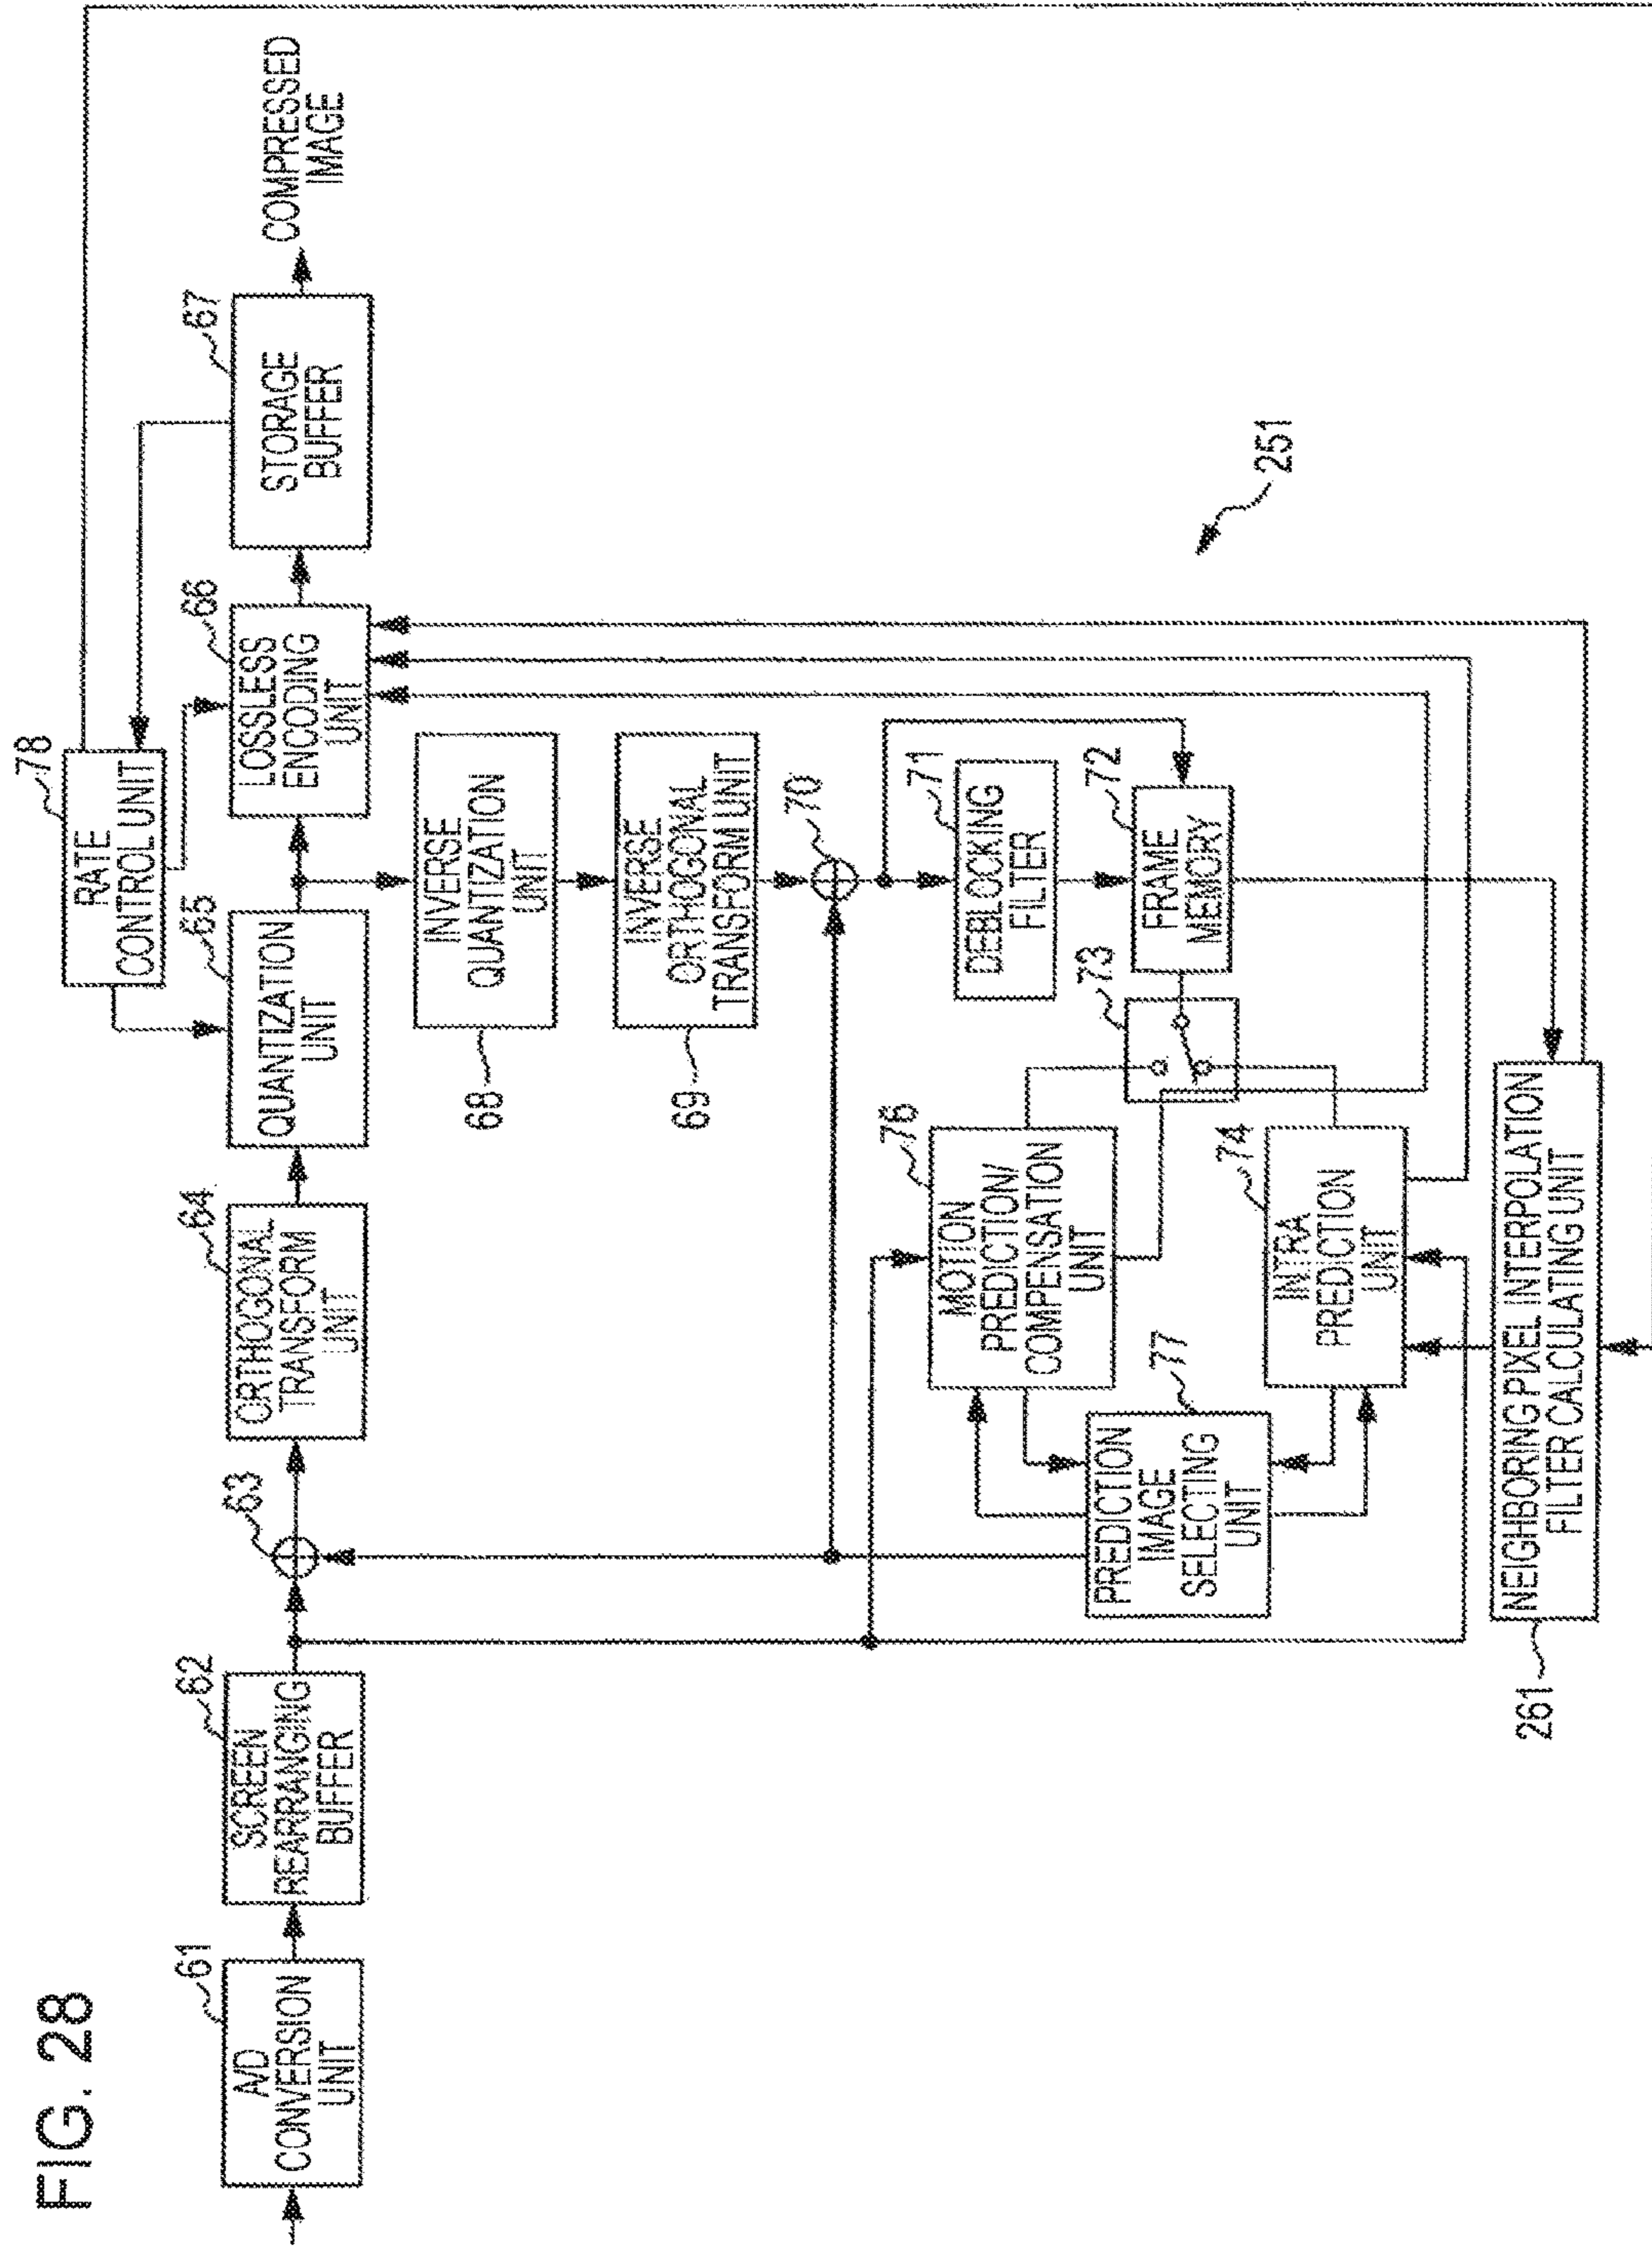 FIG. 28
61
A/D
CONVERSION
UNIT
62
SCREEN
REARRANGING
BUFFER
63
64
ORTHOGONAL
TRANSFORM
UNIT
65
QUANTIZATION
UNIT
78
RATE
CONTROL UNIT
66
LOSSLESS
ENCODING
UNIT
67
STORAGE
BUFFER
COMPRESSED
IMAGE
68
INVERSE
QUANTIZATION
UNIT
69
INVERSE
ORTHOGONAL
TRANSFORM UNIT
70
71
DEBLOCKING
FILTER
72
FRAME
MEMORY
73
76
MOTION
PREDICTION/
COMPENSATION
UNIT
74
INTRA
PREDICTION
UNIT
77
PREDICTION
IMAGE
SELECTING
UNIT
261
NEIGHBORING PIXEL INTERPOLATION
FILTER CALCULATING UNIT
251